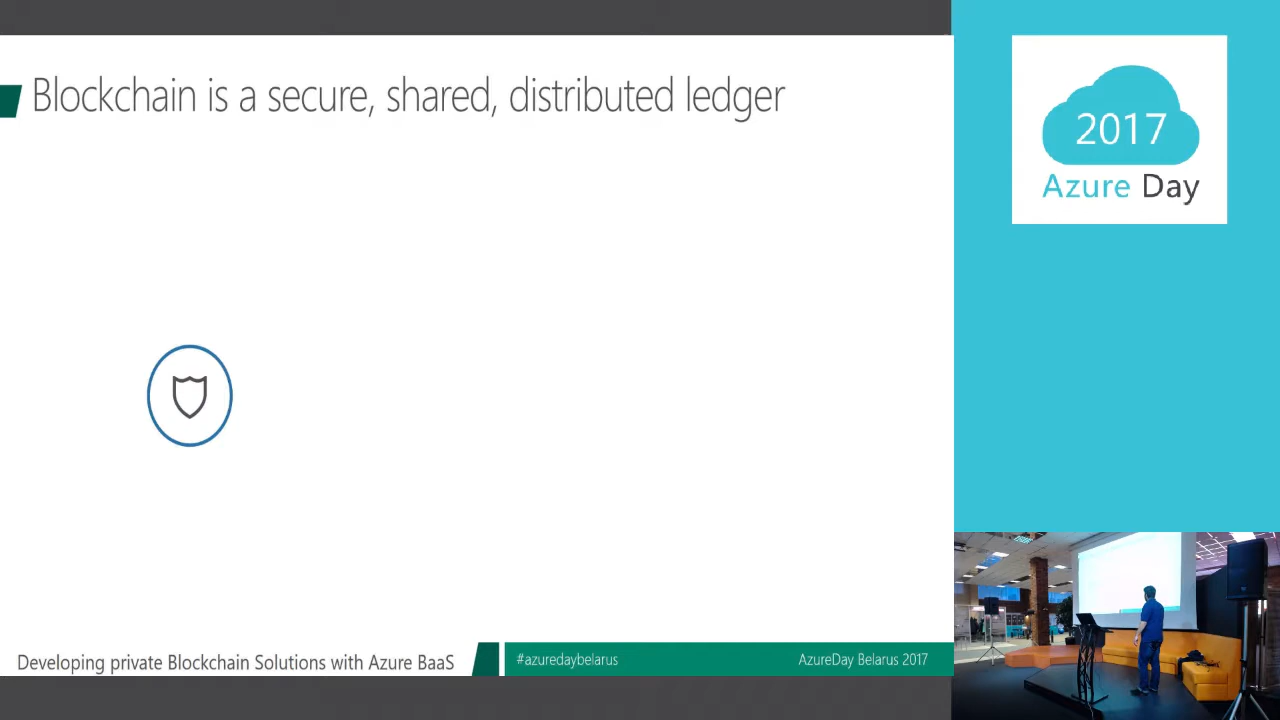 Blockchain is a secure, shared, distributed ledger
2017
Azure Day
Developing private Blockchain Solutions with Azure BaaS
#azuredaybelarus
AzureDay Belarus 2017